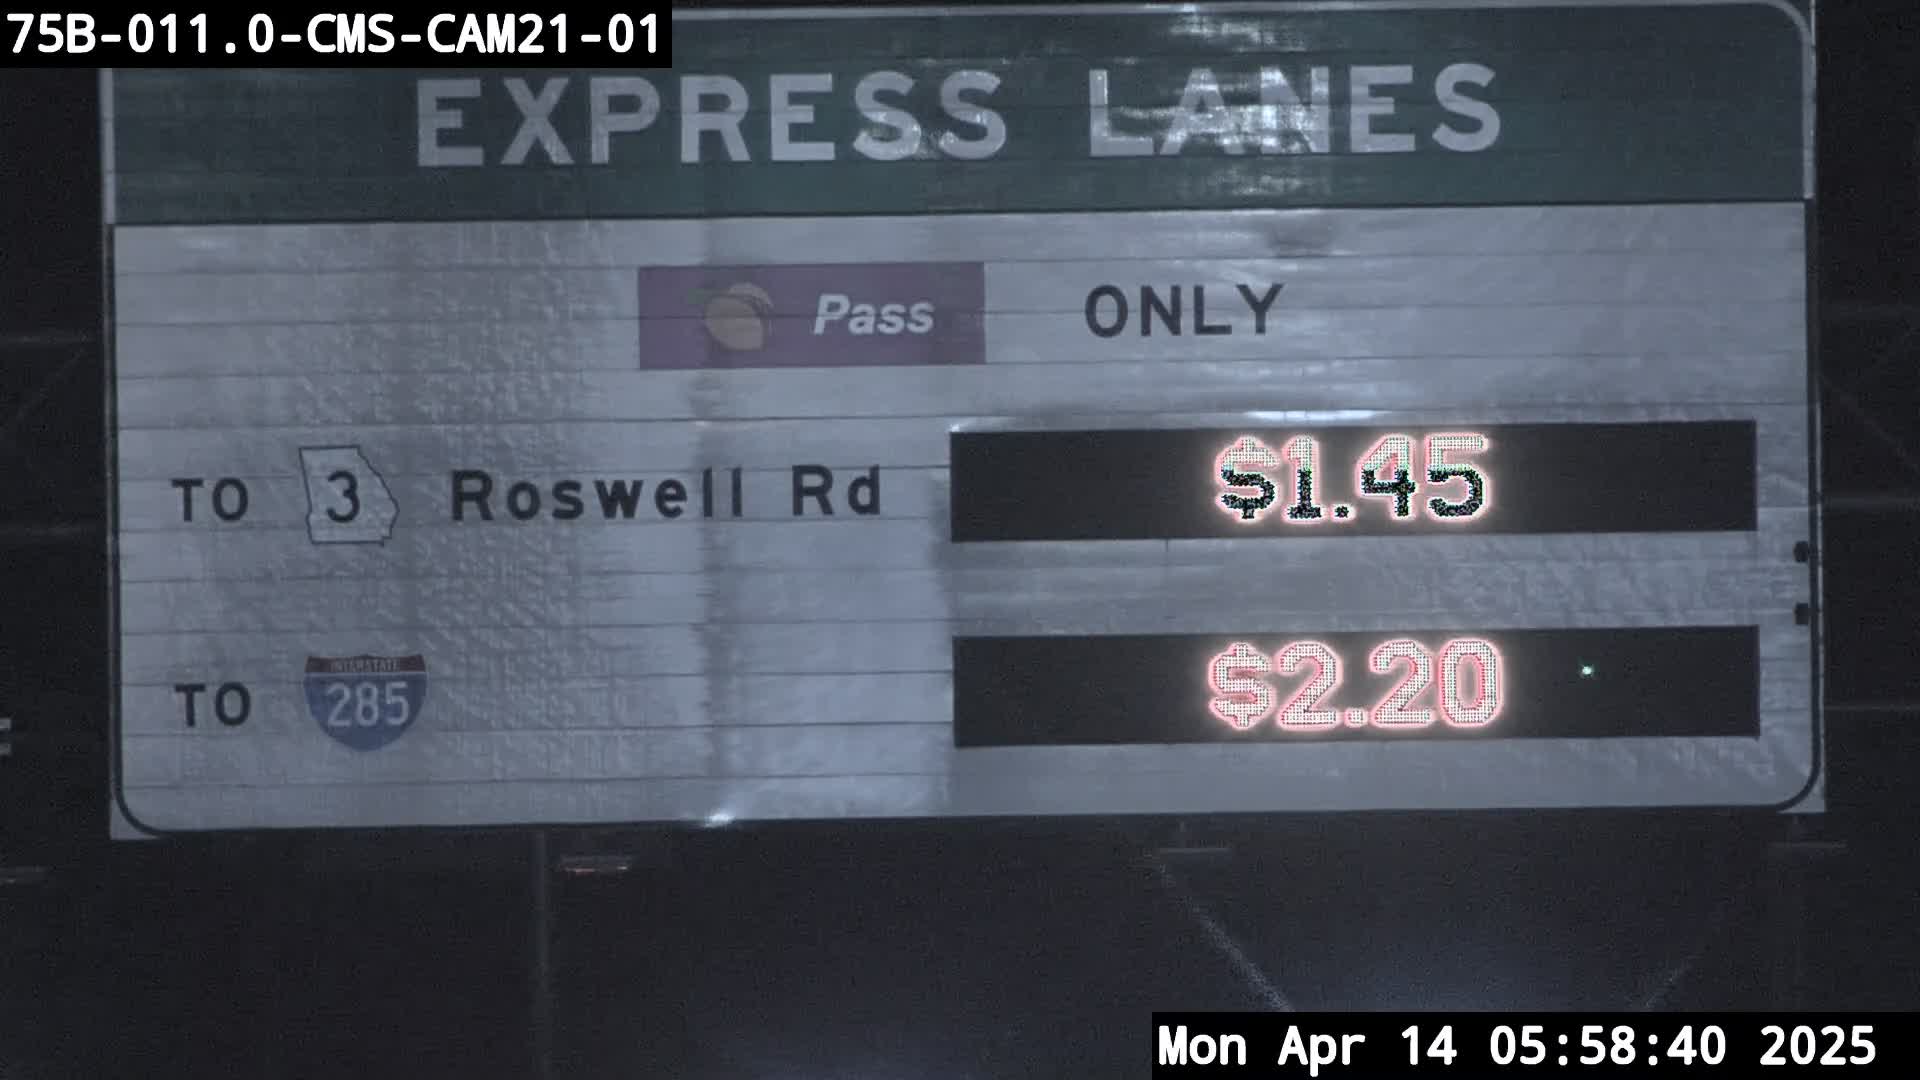 75B-011.0-CMS-CAM21-01
EXPRESS LANES
Pass ONLY
TO 3 Roswell Rd $1.45
TO INTERSTATE 285 $2.20
Mon Apr 14 05:58:40 2025